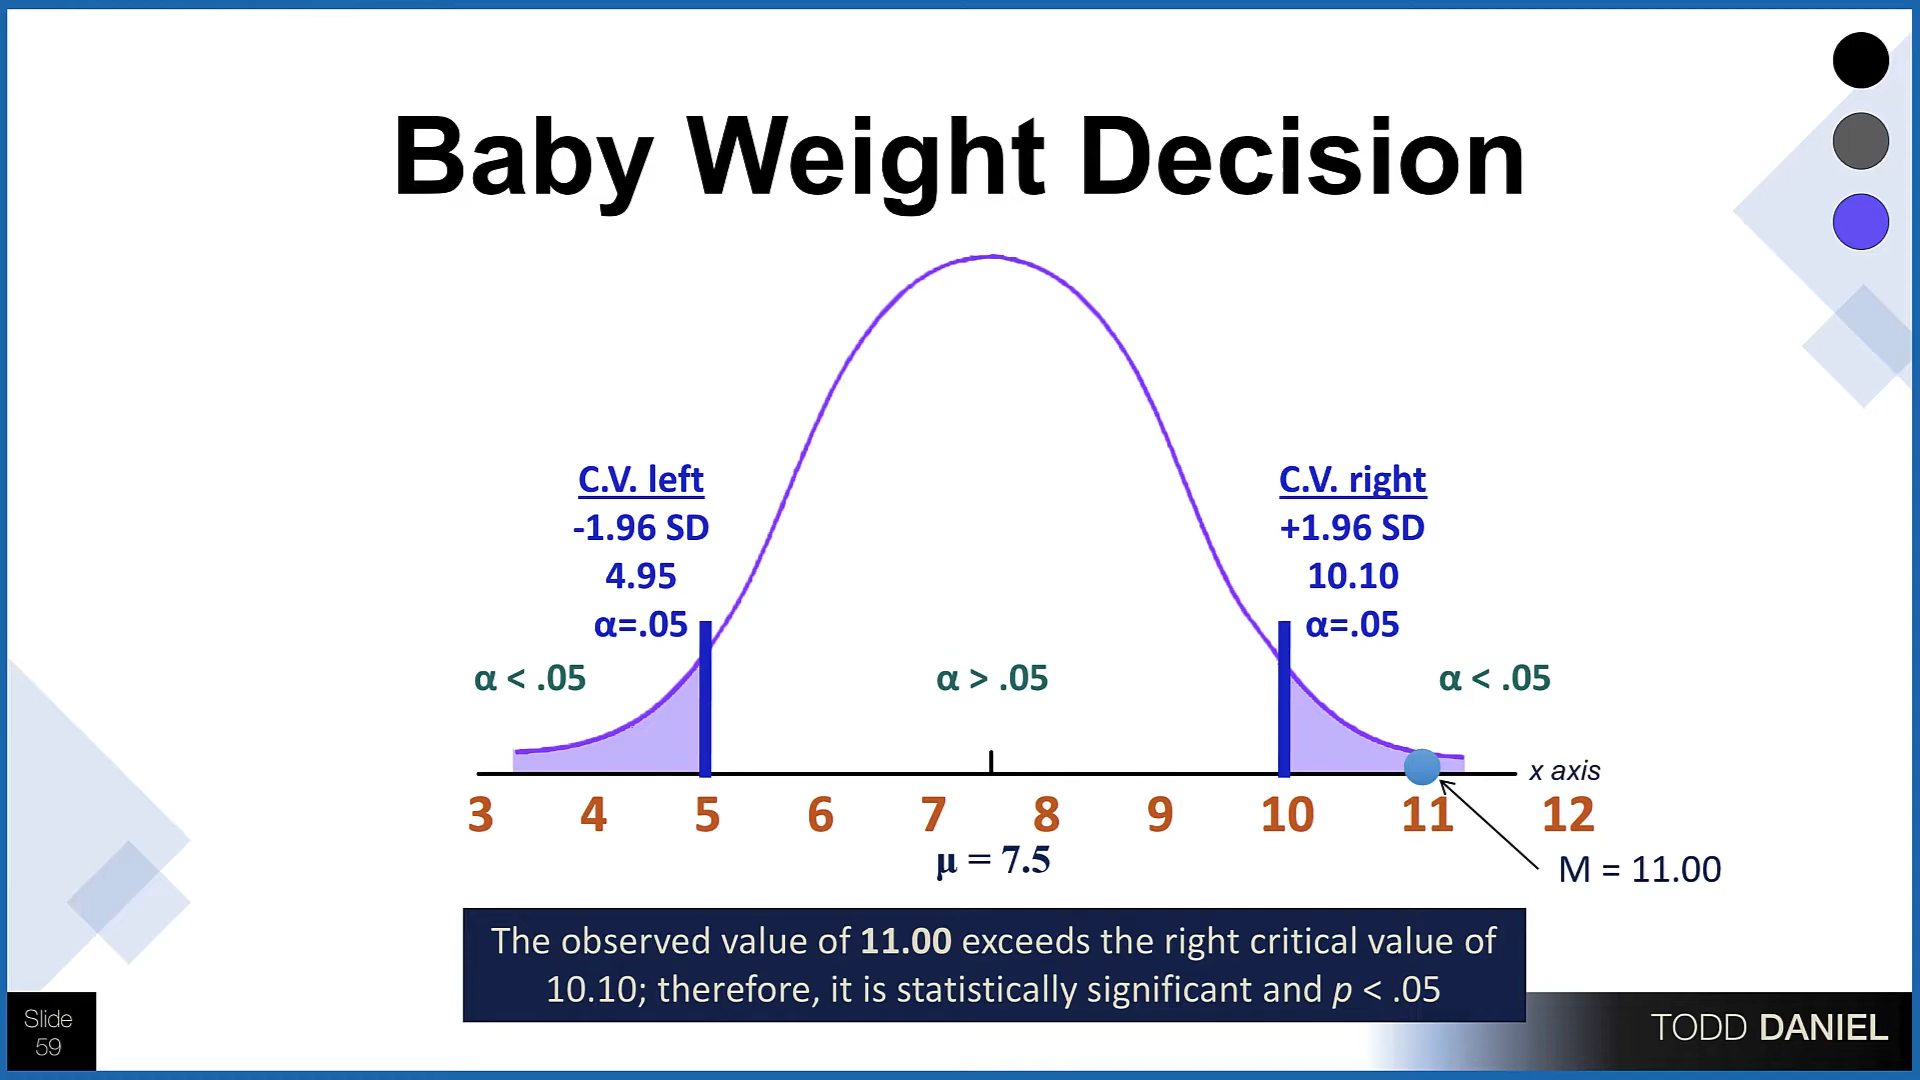 Baby Weight Decision
C.V. left
-1.96 SD
4.95
α=.05
C.V. right
+1.96 SD
10.10
α=.05
α < .05
α > .05
α < .05
x axis
3 4 5 6 7 8 9 10 11 12
μ = 7.5
M = 11.00
The observed value of 11.00 exceeds the right critical value of
10.10; therefore, it is statistically significant and p < .05
Slide
59
TODD DANIEL